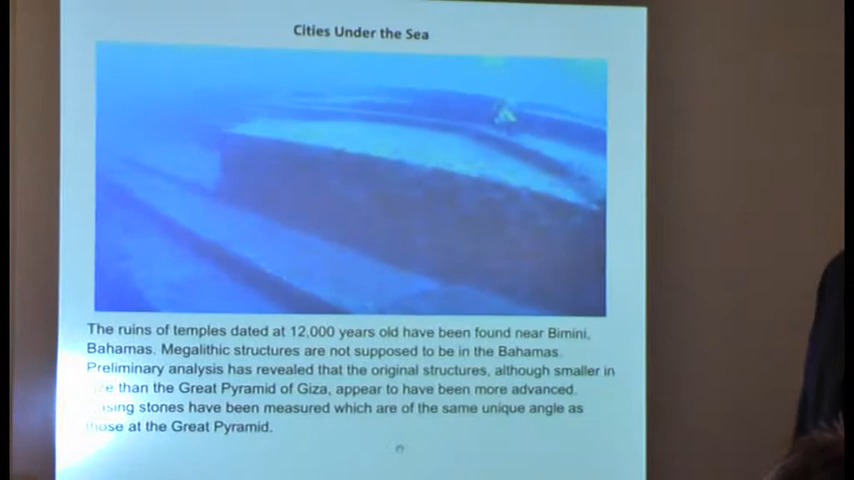 Cities Under the Sea
The ruins of temples dated at 12,000 years old have been found near Bimini,
Bahamas. Megalithic structures are not supposed to be in the Bahamas.
Preliminary analysis has revealed that the original structures, although smaller in
than the Great Pyramid of Giza, appear to have been more advanced.
stones have been measured which are of the same unique angle as
those at the Great Pyramid.